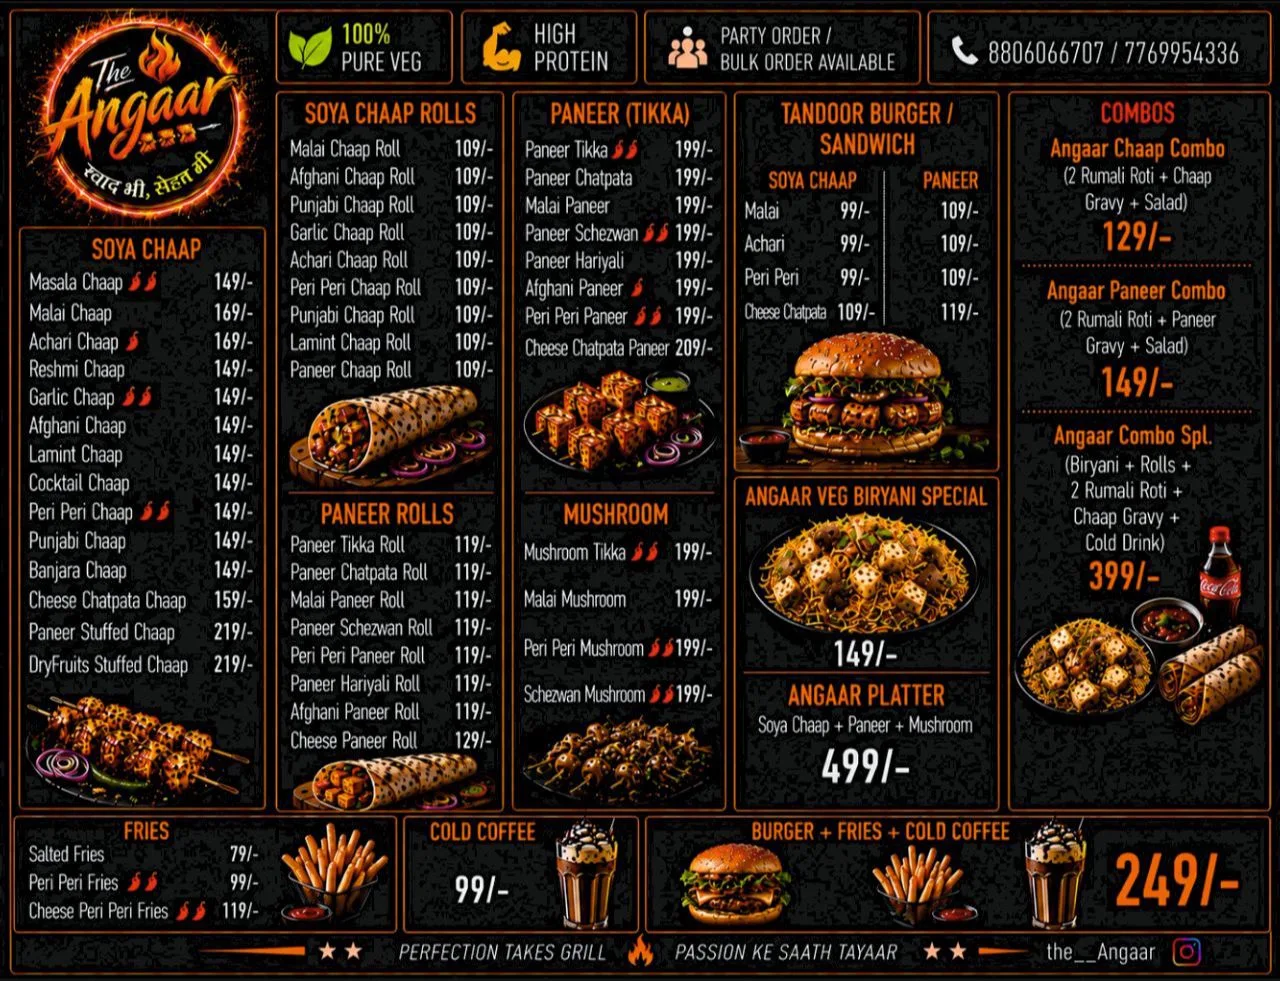 The
Angaar
स्वाद भी, सेहत भी
100%
PURE VEG
HIGH
PROTEIN
PARTY ORDER /
BULK ORDER AVAILABLE
8806066707 / 7769954336
SOYA CHAAP
Masala Chaap 149/-
Malai Chaap 169/-
Achari Chaap 169/-
Reshmi Chaap 149/-
Garlic Chaap 149/-
Afghani Chaap 149/-
Lamint Chaap 149/-
Cocktail Chaap 149/-
Peri Peri Chaap 149/-
Punjabi Chaap 149/-
Banjara Chaap 149/-
Cheese Chatpata Chaap 159/-
Paneer Stuffed Chaap 219/-
DryFruits Stuffed Chaap 219/-
SOYA CHAAP ROLLS
Malai Chaap Roll 109/-
Afghani Chaap Roll 109/-
Punjabi Chaap Roll 109/-
Garlic Chaap Roll 109/-
Achari Chaap Roll 109/-
Peri Peri Chaap Roll 109/-
Punjabi Chaap Roll 109/-
Lamint Chaap Roll 109/-
Paneer Chaap Roll 109/-
PANEER ROLLS
Paneer Tikka Roll 119/-
Paneer Chatpata Roll 119/-
Malai Paneer Roll 119/-
Paneer Schezwan Roll 119/-
Peri Peri Paneer Roll 119/-
Paneer Hariyali Roll 119/-
Afghani Paneer Roll 119/-
Cheese Paneer Roll 129/-
PANEER (TIKKA)
Paneer Tikka 199/-
Paneer Chatpata 199/-
Malai Paneer 199/-
Paneer Schezwan 199/-
Paneer Hariyali 199/-
Afghani Paneer 199/-
Peri Peri Paneer 199/-
Cheese Chatpata Paneer 209/-
MUSHROOM
Mushroom Tikka 199/-
Malai Mushroom 199/-
Peri Peri Mushroom 199/-
Schezwan Mushroom 199/-
TANDOOR BURGER /
SANDWICH
SOYA CHAAP PANEER
Malai 99/- 109/-
Achari 99/- 109/-
Peri Peri 99/- 109/-
Cheese Chatpata 109/- 119/-
ANGAAR VEG BIRYANI SPECIAL
149/-
ANGAAR PLATTER
Soya Chaap + Paneer + Mushroom
499/-
COMBOS
Angaar Chaap Combo
(2 Rumali Roti + Chaap
Gravy + Salad)
129/-
Angaar Paneer Combo
(2 Rumali Roti + Paneer
Gravy + Salad)
149/-
Angaar Combo Spl.
(Biryani + Rolls +
2 Rumali Roti +
Chaap Gravy +
Cold Drink)
399/-
Coca-Cola
FRIES
Salted Fries 79/-
Peri Peri Fries 99/-
Cheese Peri Peri Fries 119/-
COLD COFFEE
99/-
BURGER + FRIES + COLD COFFEE
249/-
PERFECTION TAKES GRILL PASSION KE SAATH TAYAAR
the__Angaar